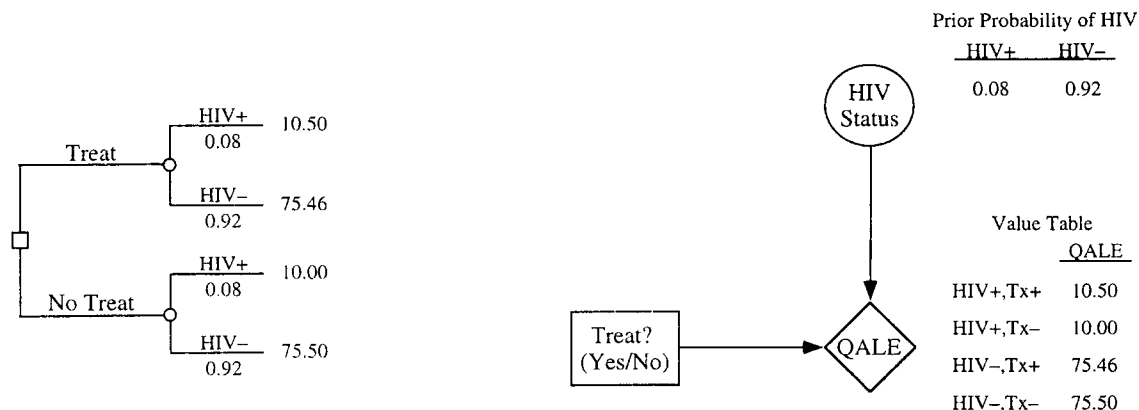 HIV+ 10.50
0.08
Treat
HIV− 75.46
0.92
HIV+ 10.00
0.08
No Treat
HIV− 75.50
0.92
Prior Probability of HIV
HIV+ HIV−
0.08 0.92
HIV
Status
Treat?
(Yes/No)
QALE
Value Table
QALE
HIV+,Tx+ 10.50
HIV+,Tx− 10.00
HIV−,Tx+ 75.46
HIV−,Tx− 75.50